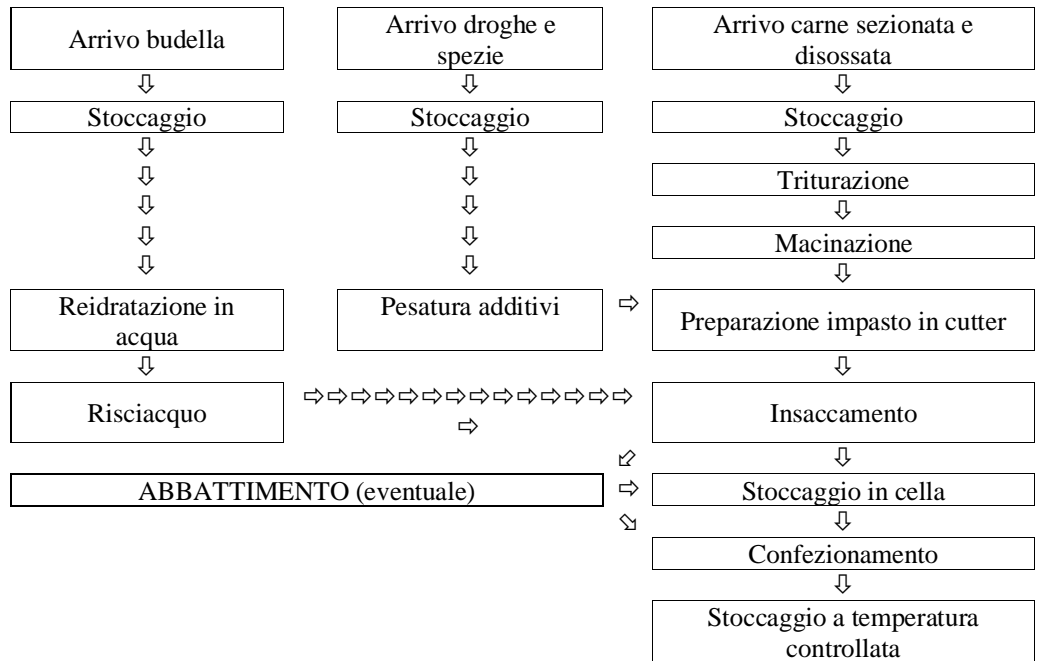 Arrivo budella
Arrivo droghe e
spezie
Arrivo carne sezionata e
disossata
Stoccaggio
Stoccaggio
Stoccaggio
Triturazione
Macinazione
Reidratazione in
acqua
Pesatura additivi
Preparazione impasto in cutter
Risciacquo
Insaccamento
ABBATTIMENTO (eventuale)
Stoccaggio in cella
Confezionamento
Stoccaggio a temperatura
controllata